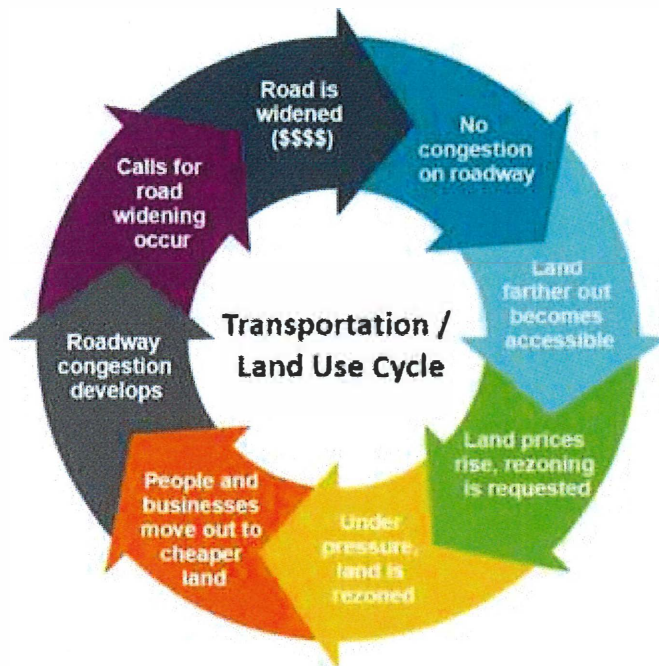 Road is
widened
($$$$)
No
congestion
on roadway
Land
farther out
becomes
accessible
Land prices
rise, rezoning
is requested
Under
pressure,
land is
rezoned
People and
businesses
move out to
cheaper
land
Roadway
congestion
develops
Calls for
road
widening
occur
Transportation /
Land Use Cycle